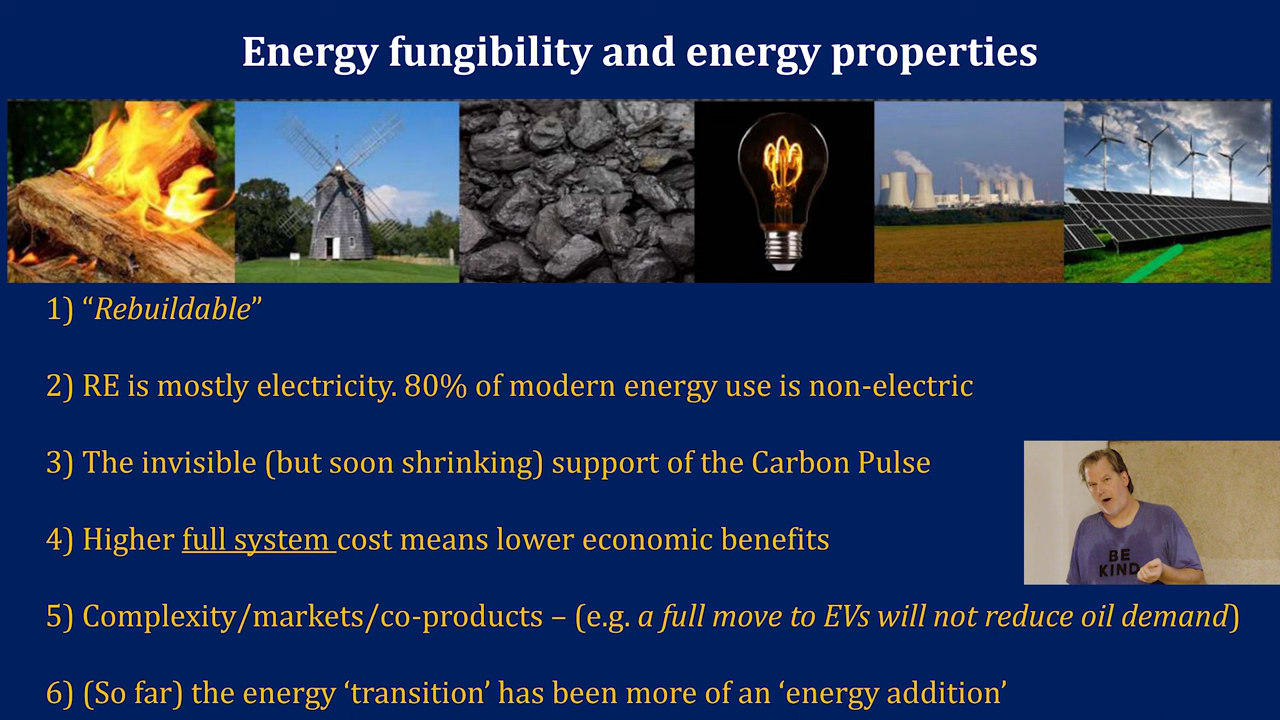 Energy fungibility and energy properties
1) “Rebuildable”
2) RE is mostly electricity. 80% of modern energy use is non-electric
3) The invisible (but soon shrinking) support of the Carbon Pulse
BE
KIND
4) Higher full system cost means lower economic benefits
5) Complexity/markets/co-products – (e.g. a full move to EVs will not reduce oil demand)
6) (So far) the energy ‘transition’ has been more of an ‘energy addition’